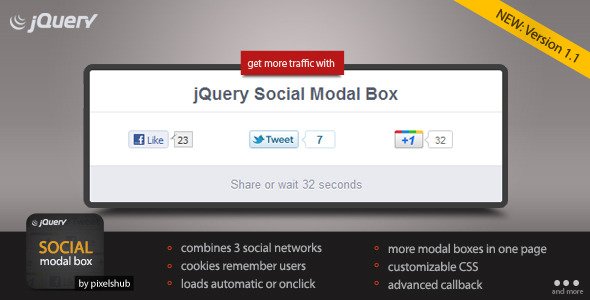 jQuery
NEW: Version 1.1
get more traffic with
jQuery Social Modal Box
Like 23
Tweet 7
+1 32
Share or wait 32 seconds
jQuery
SOCIAL
modal box
by pixelshub
combines 3 social networks
cookies remember users
loads automatic or onclick
more modal boxes in one page
customizable CSS
advanced callback
and more